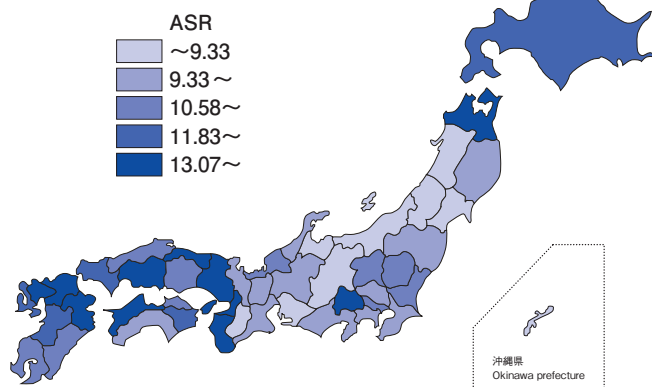 ASR
〜9.33
9.33〜
10.58〜
11.83〜
13.07〜
沖縄県
Okinawa prefecture